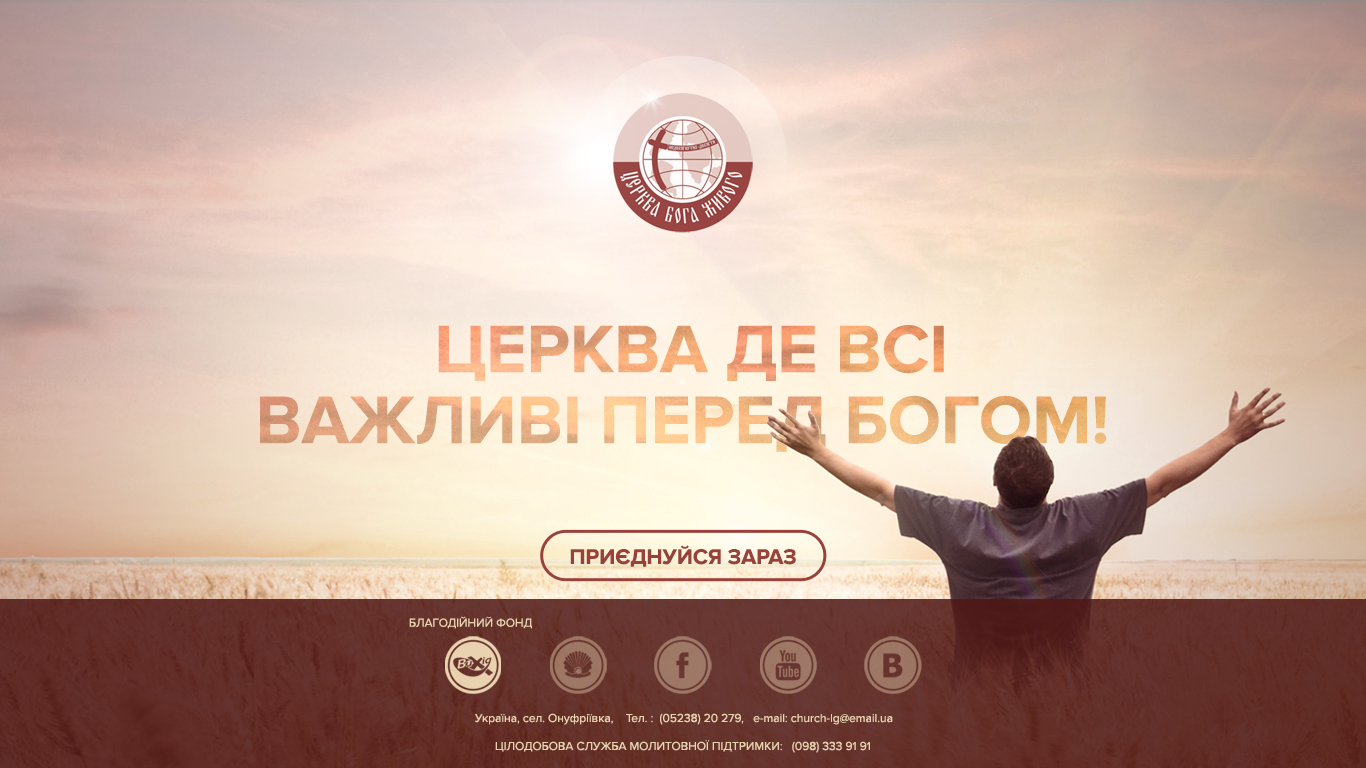 ЦЕРКВА БОГА ЖИВОГО
ЦЕРКВА ДЕ ВСІ
ВАЖЛИВІ ПЕРЕД БОГОМ!
ПРИЄДНУЙСЯ ЗАРАЗ
БЛАГОДІЙНИЙ ФОНД
Вихід
f
You
Tube
B
Україна, сел. Онуфріївка, Тел. : (05238) 20 279, e-mail: church-lg@email.ua
ЦІЛОДОБОВА СЛУЖБА МОЛИТОВНОЇ ПІДТРИМКИ: (098) 333 91 91